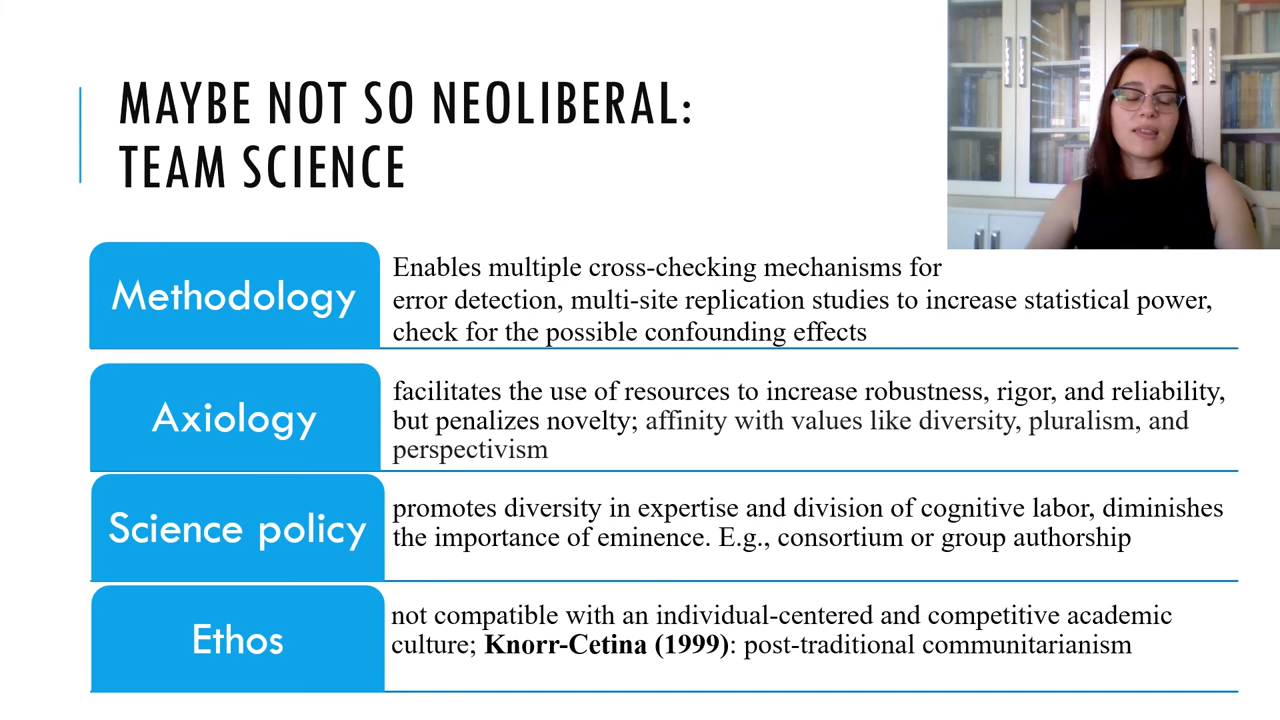 MAYBE NOT SO NEOLIBERAL:
TEAM SCIENCE
Methodology
Enables multiple cross-checking mechanisms for
error detection, multi-site replication studies to increase statistical power,
check for the possible confounding effects
Axiology
facilitates the use of resources to increase robustness, rigor, and reliability,
but penalizes novelty; affinity with values like diversity, pluralism, and
perspectivism
Science policy
promotes diversity in expertise and division of cognitive labor, diminishes
the importance of eminence. E.g., consortium or group authorship
Ethos
not compatible with an individual-centered and competitive academic
culture; Knorr-Cetina (1999): post-traditional communitarianism